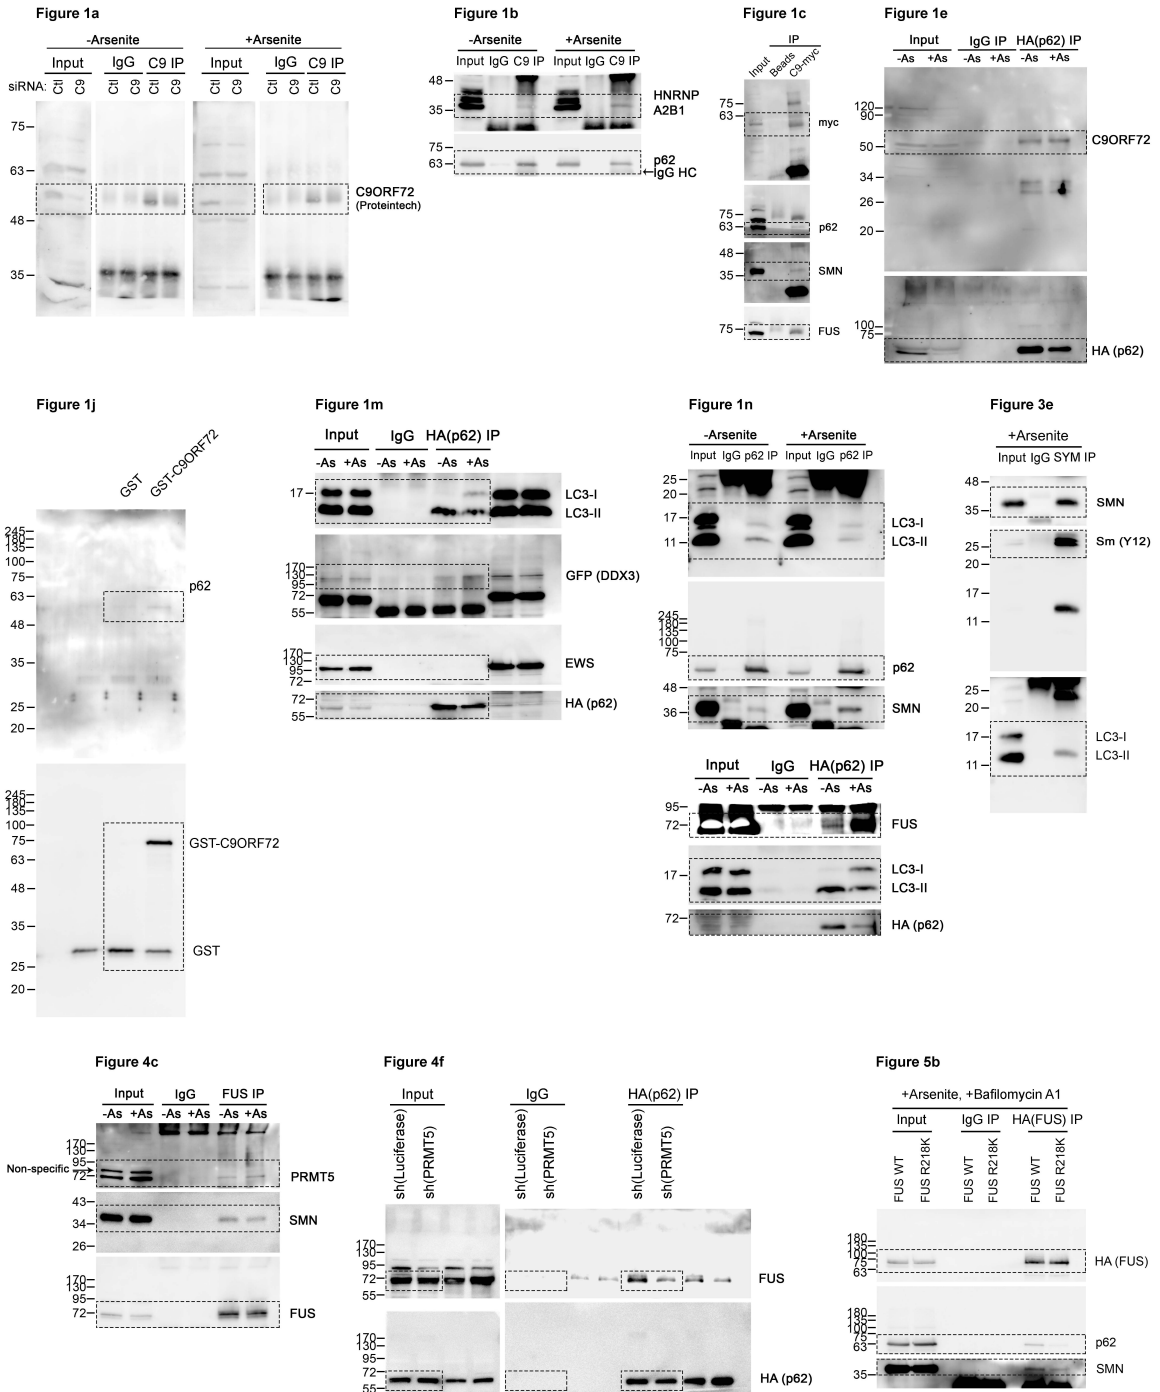 Figure 1a
-Arsenite +Arsenite
Input IgG C9 IP Input IgG C9 IP
siRNA: Ctl C9 Ctl C9 Ctl C9 Ctl C9 Ctl C9 Ctl C9
75
63
48
35
C9ORF72
(Proteintech)
Figure 1b
-Arsenite +Arsenite
Input IgG C9 IP Input IgG C9 IP
48
35
HNRNP
A2B1
75
63
p62
←IgG HC
Figure 1c
IP
Input Beads C9-myc
75
63
myc
75
63
p62
48
35
SMN
75
FUS
Figure 1e
Input IgG IP HA(p62) IP
-As +As -As +As -As +As
120
90
50
34
26
20
C9ORF72
100
75
HA (p62)
Figure 1j
GST GST-C9ORF72
245
180
135
100
75
63
48
35
25
20
p62
245
180
135
100
75
63
48
35
25
20
GST-C9ORF72
GST
Figure 1m
Input IgG HA(p62) IP
-As +As -As +As -As +As
17
LC3-I
LC3-II
170
130
95
72
55
GFP (DDX3)
170
130
95
72
EWS
72
55
HA (p62)
Figure 1n
-Arsenite +Arsenite
Input IgG p62 IP Input IgG p62 IP
25
20
17
11
LC3-I
LC3-II
245
180
135
100
75
63
p62
48
36
SMN
Input IgG HA(p62) IP
-As +As -As +As -As +As
95
72
FUS
17
LC3-I
LC3-II
72
HA (p62)
Figure 3e
+Arsenite
Input IgG SYM IP
48
35
SMN
25
20
17
11
Sm (Y12)
25
20
17
11
LC3-I
LC3-II
Figure 4c
Input IgG FUS IP
-As +As -As +As -As +As
170
130
95
72
Non-specific
PRMT5
43
34
26
SMN
170
130
95
72
FUS
Figure 4f
Input IgG HA(p62) IP
sh(Luciferase) sh(PRMT5) sh(Luciferase) sh(PRMT5) sh(Luciferase) sh(PRMT5)
170
130
95
72
55
FUS
170
130
95
72
55
HA (p62)
Figure 5b
+Arsenite, +Bafilomycin A1
Input IgG IP HA(FUS) IP
FUS WT FUS R218K FUS WT FUS R218K FUS WT FUS R218K
180
135
100
75
63
HA (FUS)
180
135
100
75
63
p62
35
SMN